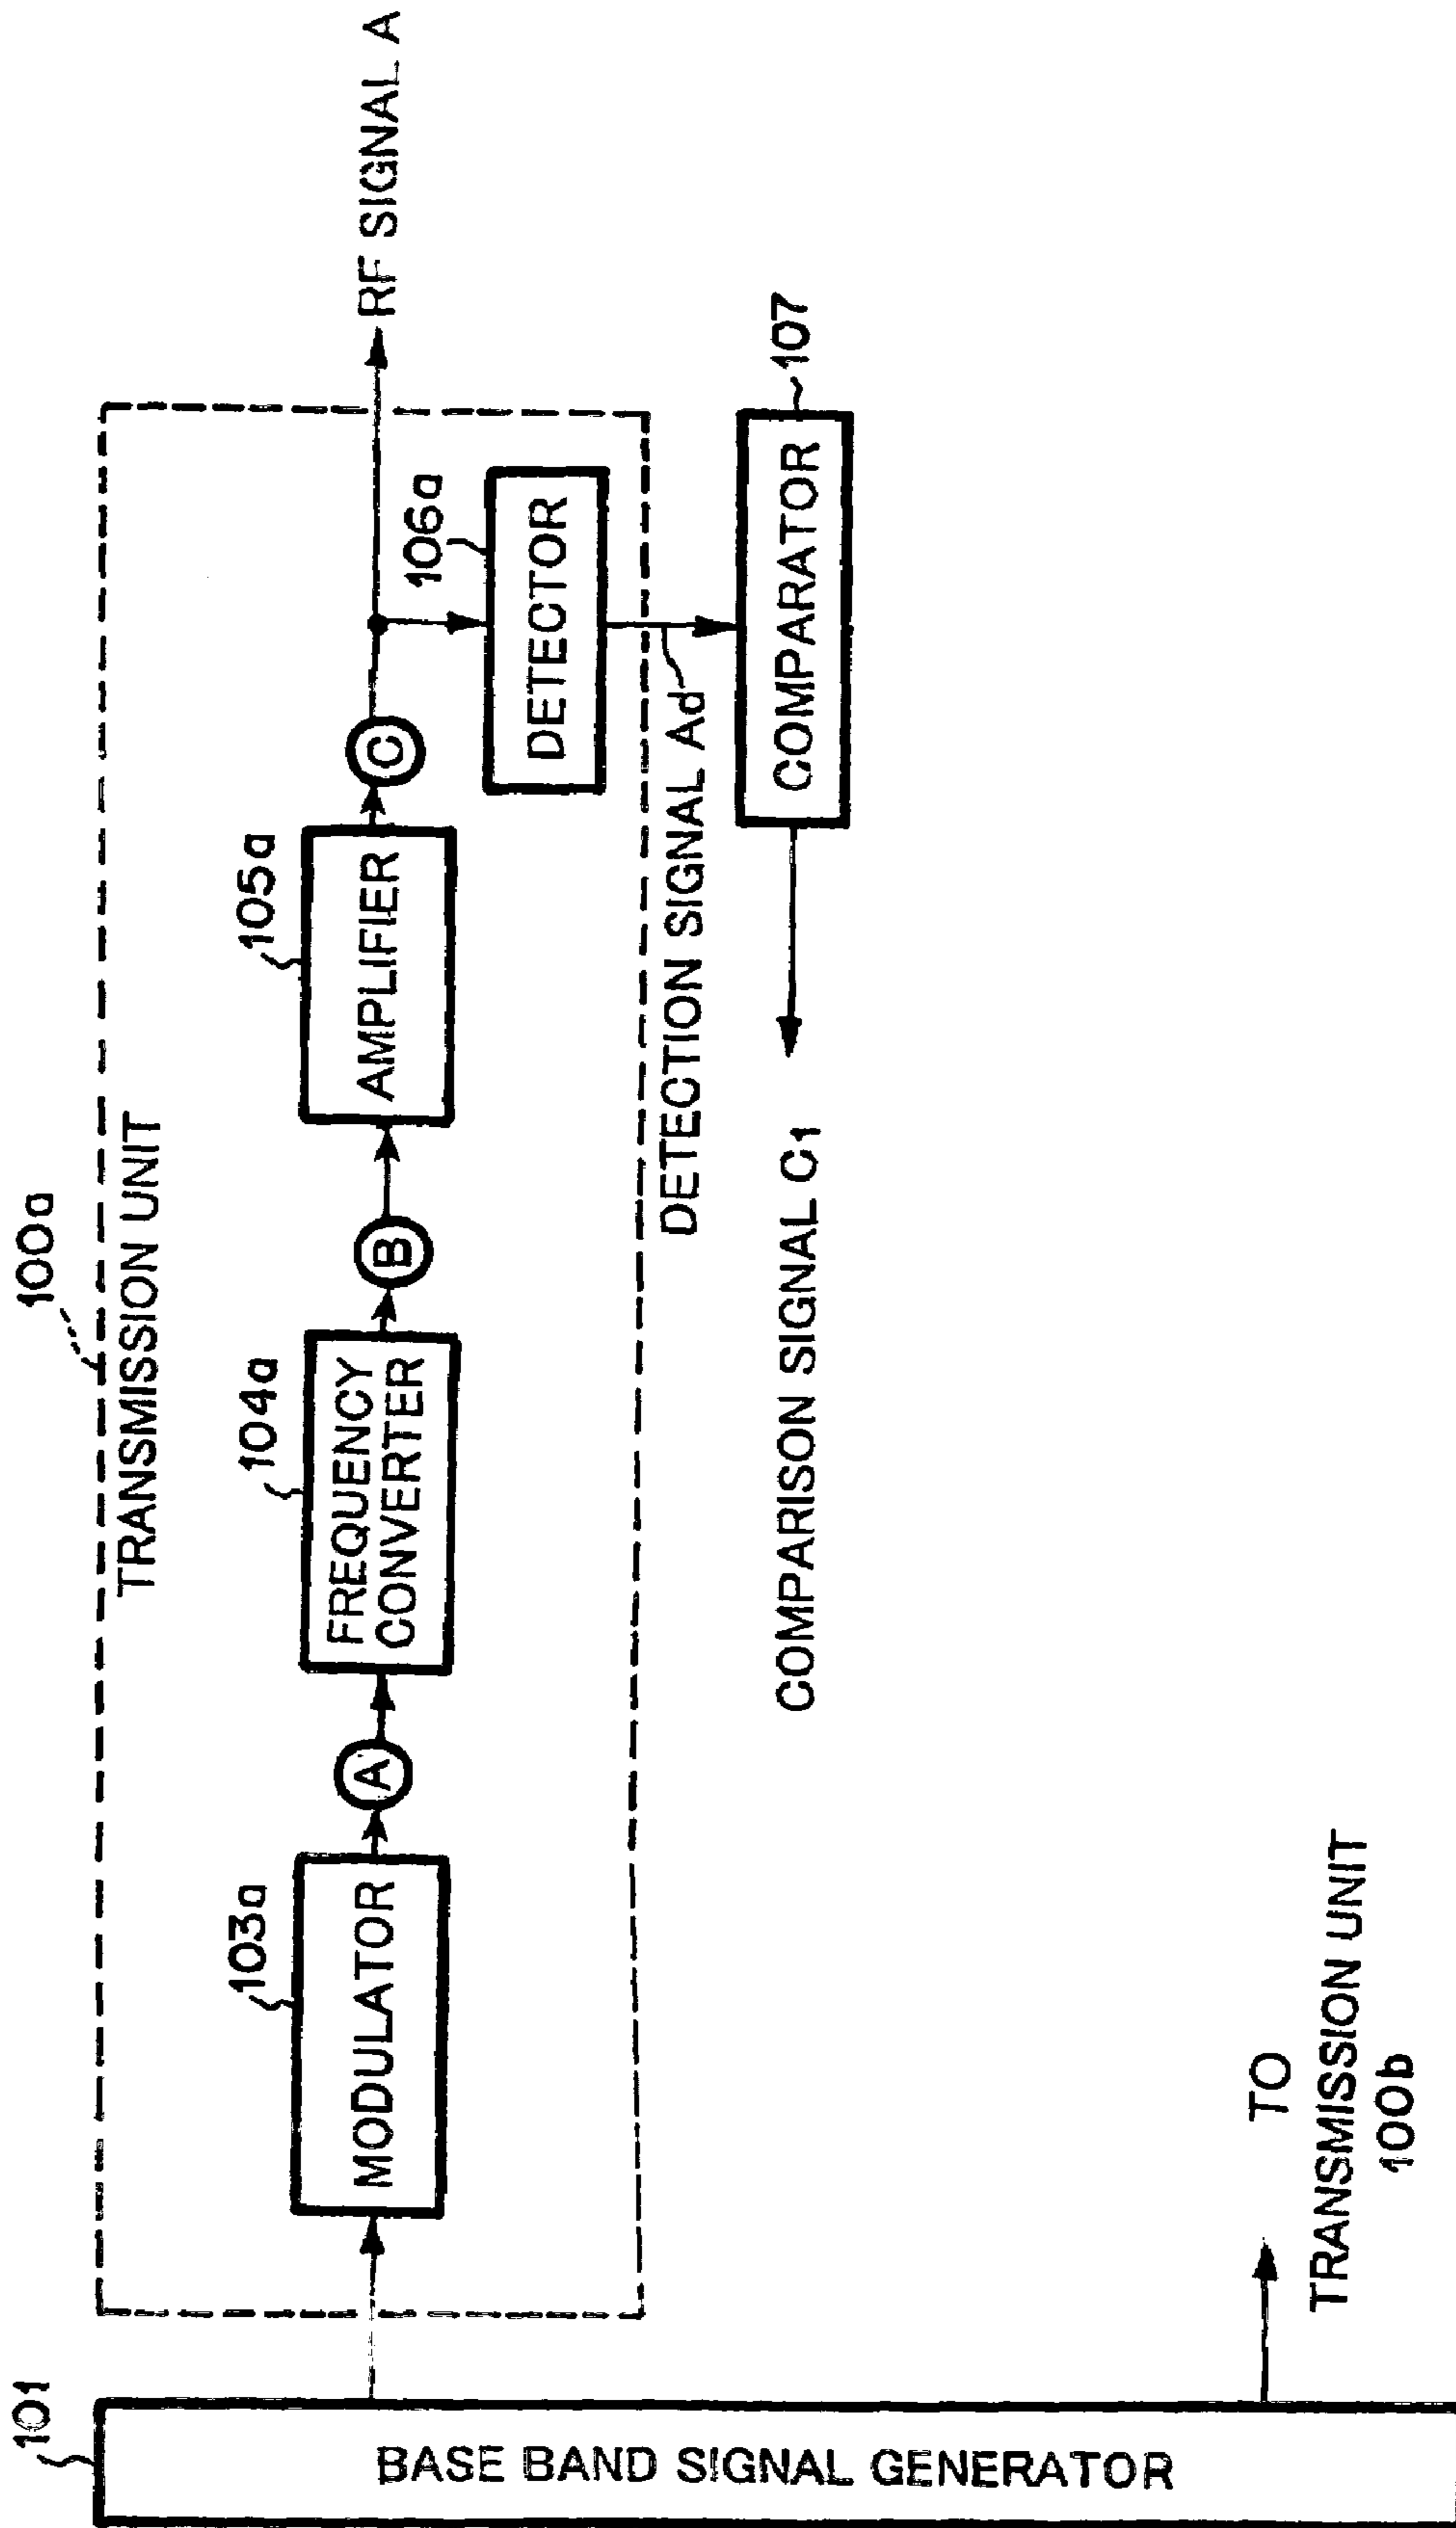 101
BASE BAND SIGNAL GENERATOR
100a
TRANSMISSION UNIT
103a
MODULATOR
A
104a
FREQUENCY
CONVERTER
B
105a
AMPLIFIER
C
RF SIGNAL A
106a
DETECTOR
DETECTION SIGNAL Ad
COMPARATOR
107
COMPARISON SIGNAL C1
TO
TRANSMISSION UNIT
100b